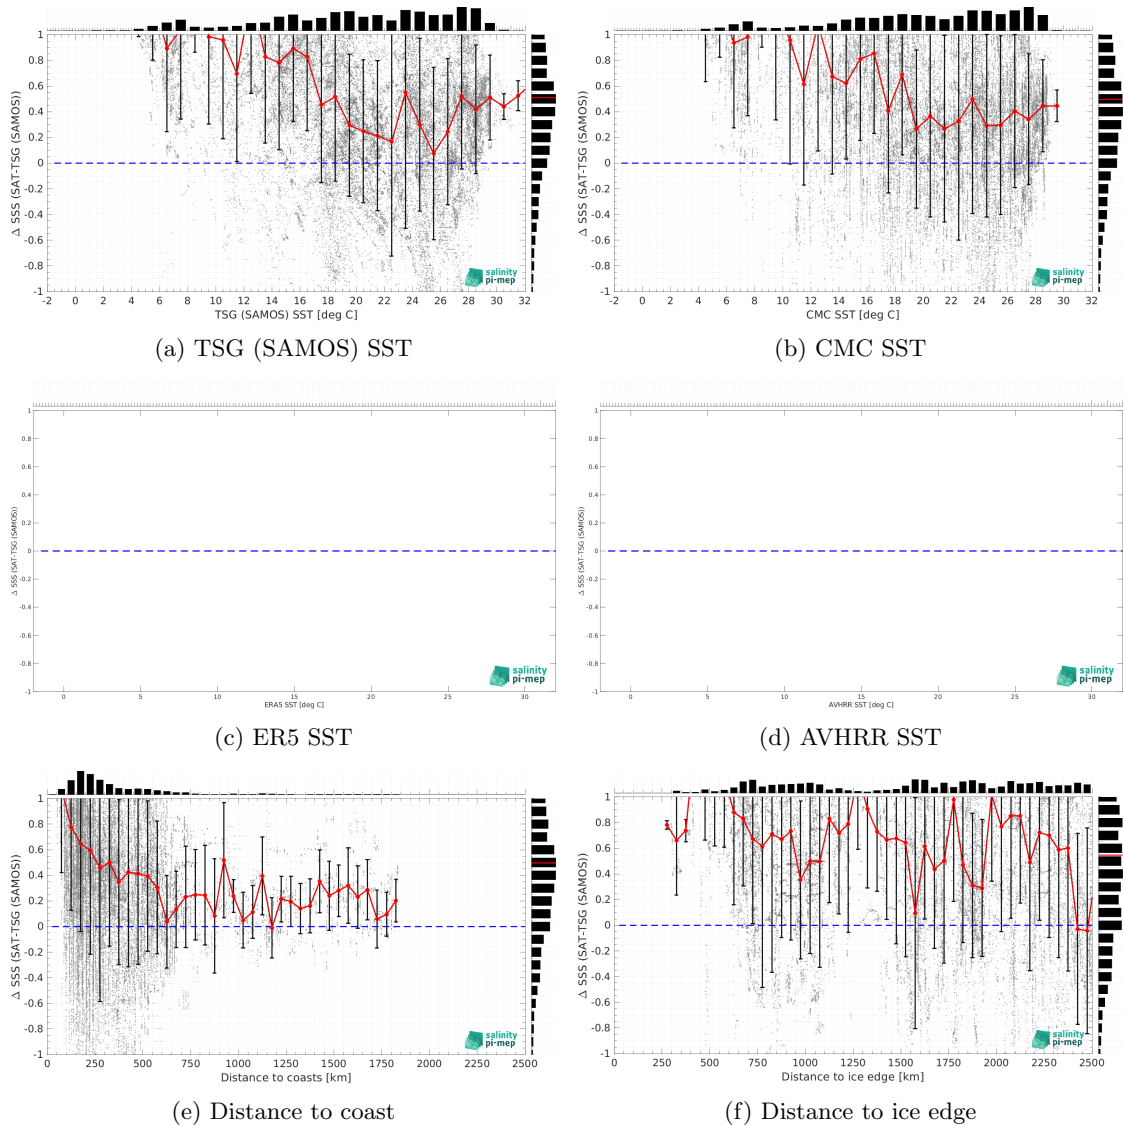 1
0.8
0.6
0.4
0.2
0
-0.2
-0.4
-0.6
-0.8
-1
Δ SSS (SAT-TSG (SAMOS))
salinity
pi-mep
-2 0 2 4 6 8 10 12 14 16 18 20 22 24 26 28 30 32
TSG (SAMOS) SST [deg C]
(a) TSG (SAMOS) SST
1
0.8
0.6
0.4
0.2
0
-0.2
-0.4
-0.6
-0.8
-1
Δ SSS (SAT-TSG (SAMOS))
salinity
pi-mep
-2 0 2 4 6 8 10 12 14 16 18 20 22 24 26 28 30 32
CMC SST [deg C]
(b) CMC SST
1
0.8
0.6
0.4
0.2
0
-0.2
-0.4
-0.6
-0.8
-1
Δ SSS (SAT-TSG (SAMOS))
salinity
pi-mep
0 5 10 15 20 25 30
ERA5 SST [deg C]
(c) ER5 SST
1
0.8
0.6
0.4
0.2
0
-0.2
-0.4
-0.6
-0.8
-1
Δ SSS (SAT-TSG (SAMOS))
salinity
pi-mep
0 5 10 15 20 25 30
AVHRR SST [deg C]
(d) AVHRR SST
1
0.8
0.6
0.4
0.2
0
-0.2
-0.4
-0.6
-0.8
-1
Δ SSS (SAT-TSG (SAMOS))
salinity
pi-mep
0 250 500 750 1000 1250 1500 1750 2000 2250 2500
Distance to coasts [km]
(e) Distance to coast
1
0.8
0.6
0.4
0.2
0
-0.2
-0.4
-0.6
-0.8
-1
Δ SSS (SAT-TSG (SAMOS))
salinity
pi-mep
0 250 500 750 1000 1250 1500 1750 2000 2250 2500
Distance to ice edge [km]
(f) Distance to ice edge